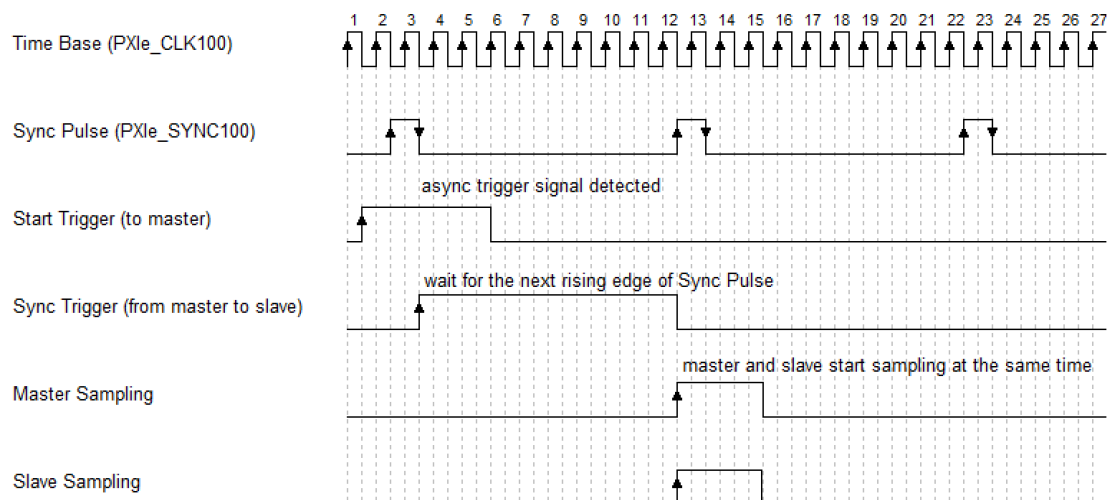 1 2 3 4 5 6 7 8 9 10 11 12 13 14 15 16 17 18 19 20 21 22 23 24 25 26 27
Time Base (PXIe_CLK100)
Sync Pulse (PXIe_SYNC100)
async trigger signal detected
Start Trigger (to master)
wait for the next rising edge of Sync Pulse
Sync Trigger (from master to slave)
master and slave start sampling at the same time
Master Sampling
Slave Sampling